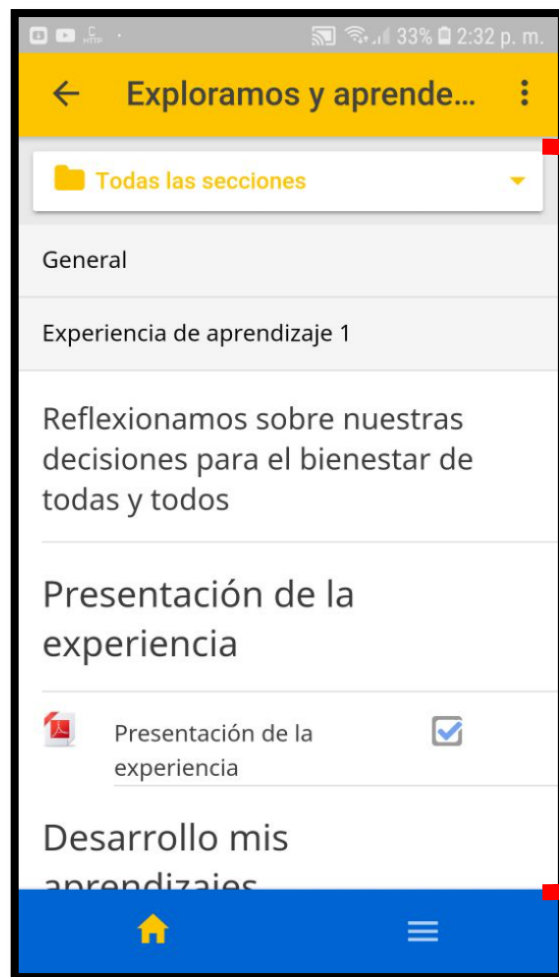 33% 2:32 p. m.
Exploramos y aprende...
Todas las secciones
General
Experiencia de aprendizaje 1
Reflexionamos sobre nuestras
decisiones para el bienestar de
todas y todos
Presentación de la
experiencia
Presentación de la
experiencia
Desarrollo mis
aprendizajes